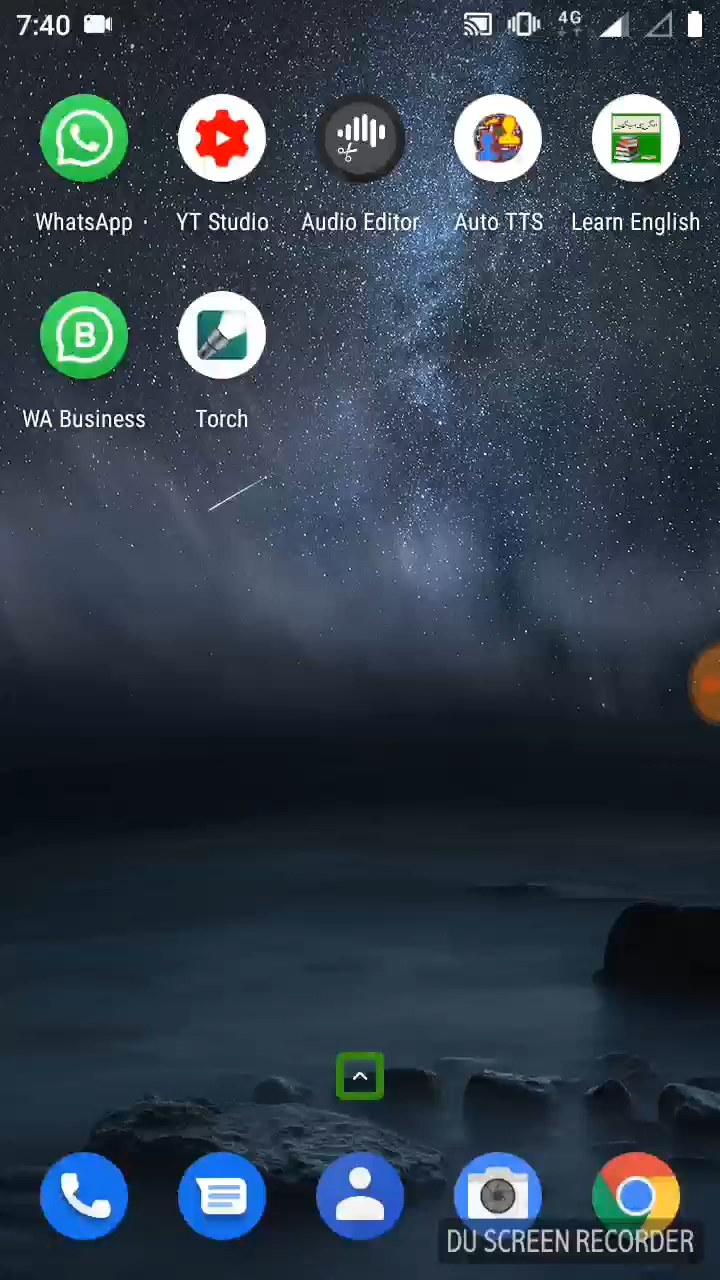 7:40
4G
WhatsApp
YT Studio
Audio Editor
Auto TTS
Learn English
WA Business
Torch
DU SCREEN RECORDER